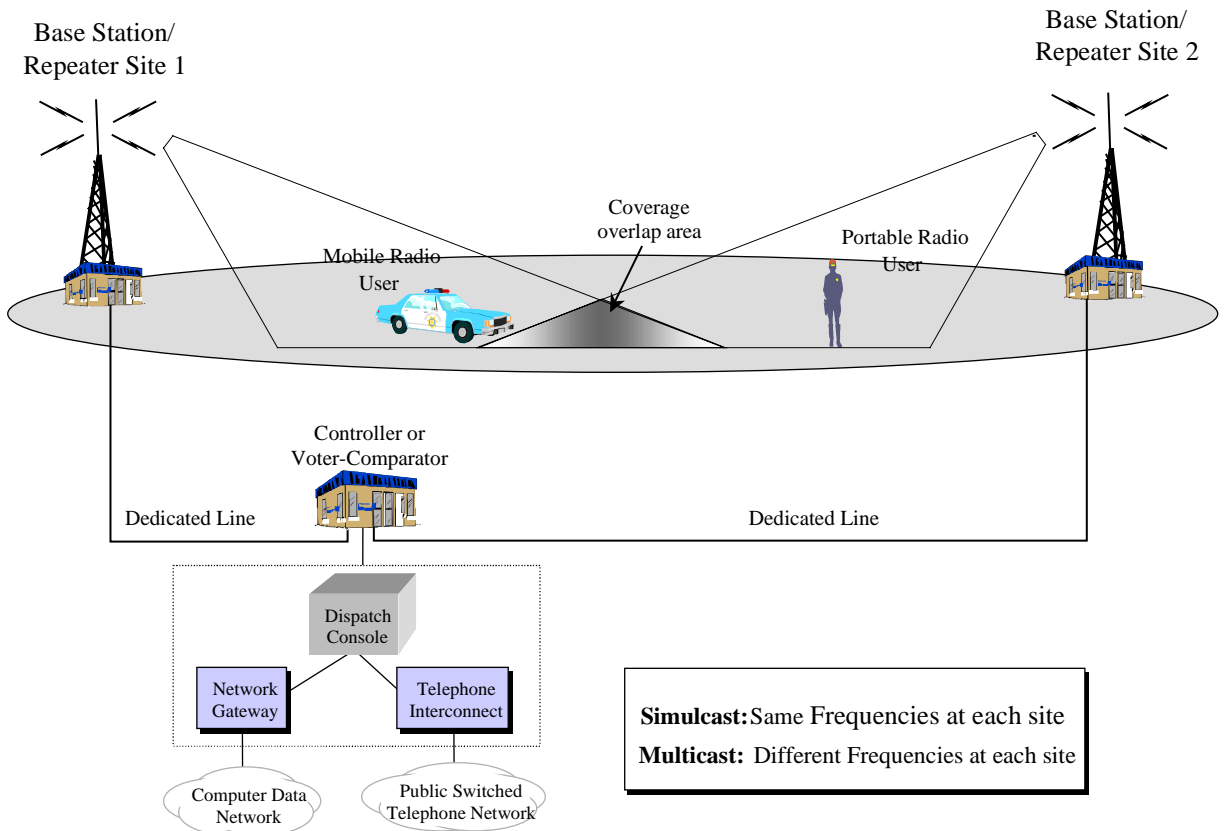 Base Station/
Repeater Site 1
Base Station/
Repeater Site 2
Coverage
overlap area
Mobile Radio
User
Portable Radio
User
Controller or
Voter-Comparator
Dedicated Line
Dedicated Line
Dispatch
Console
Network
Gateway
Telephone
Interconnect
Computer Data
Network
Public Switched
Telephone Network
Simulcast: Same Frequencies at each site
Multicast: Different Frequencies at each site